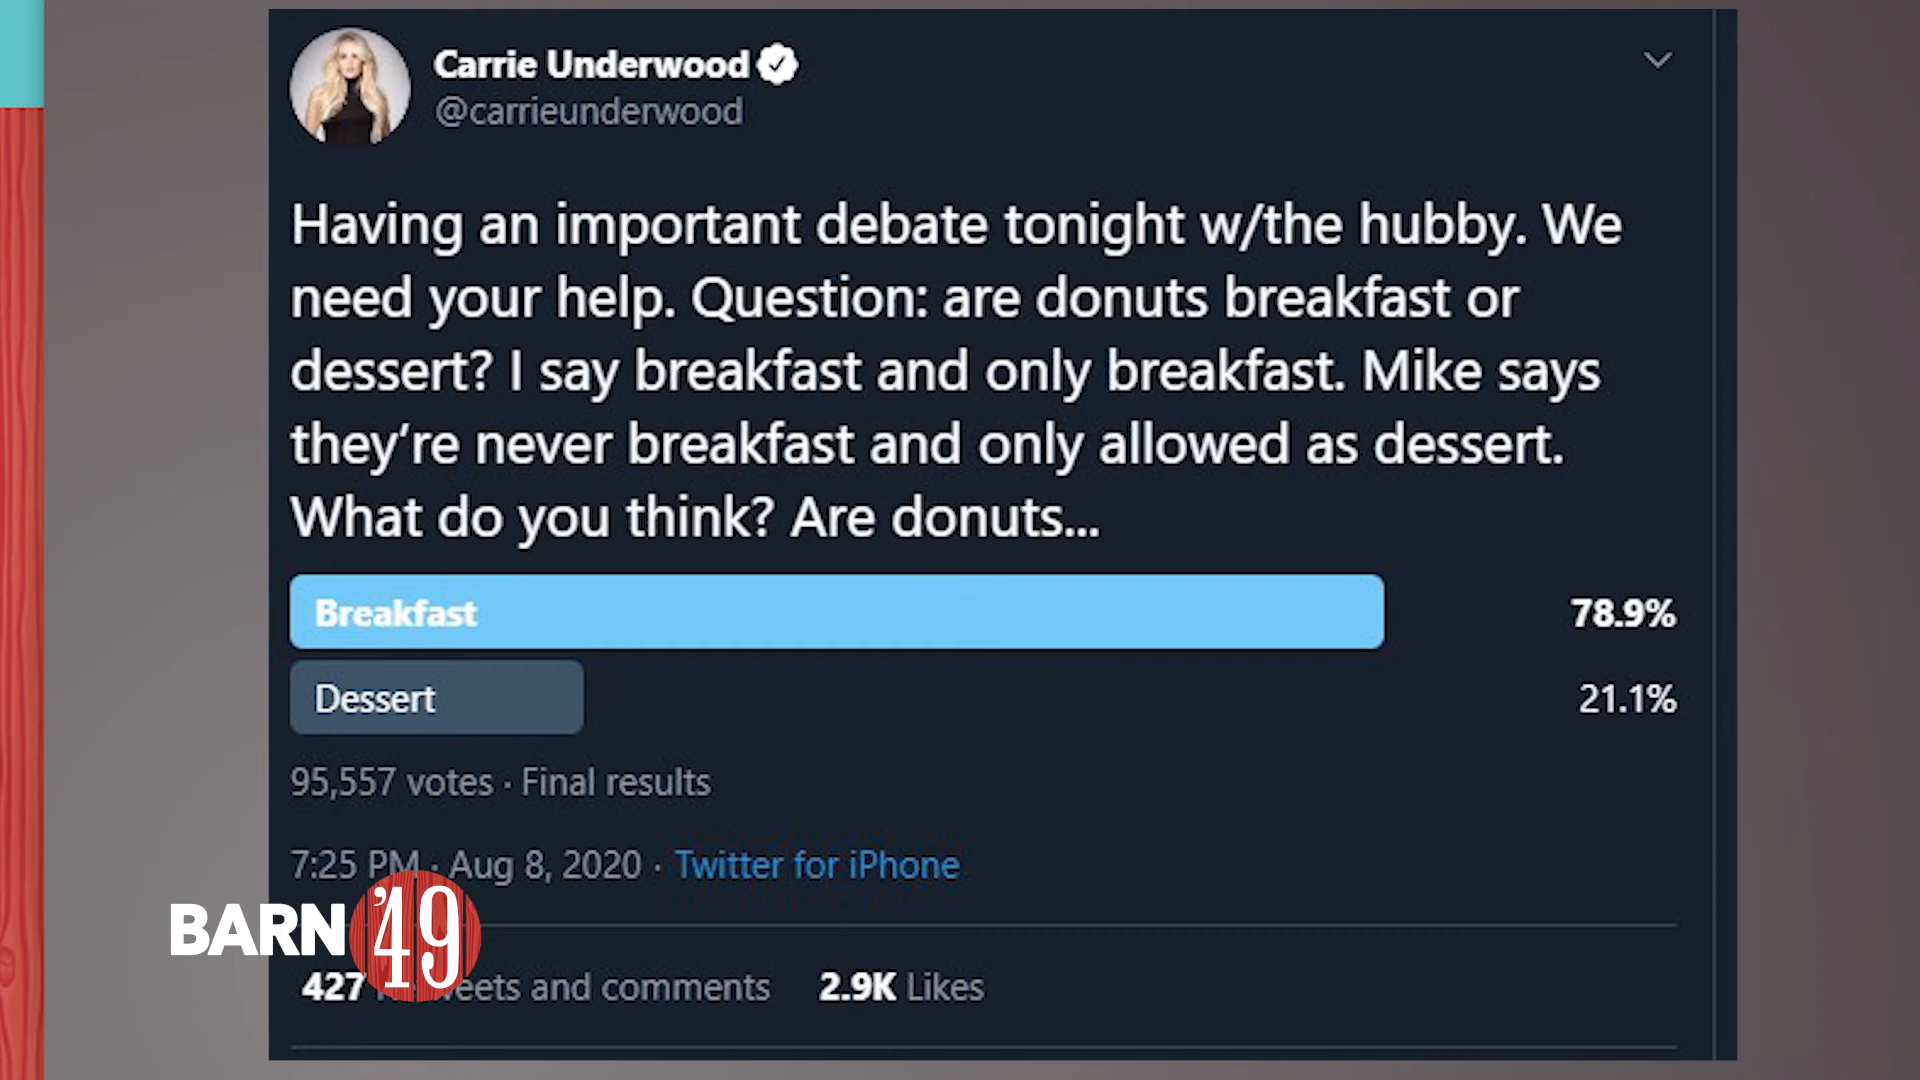 Carrie Underwood
@carrieunderwood
Having an important debate tonight w/the hubby. We
need your help. Question: are donuts breakfast or
dessert? I say breakfast and only breakfast. Mike says
they’re never breakfast and only allowed as dessert.
What do you think? Are donuts...
Breakfast 78.9%
Dessert 21.1%
95,557 votes · Final results
7:25 PM · Aug 8, 2020 · Twitter for iPhone
BARN '49
427 and comments 2.9K Likes